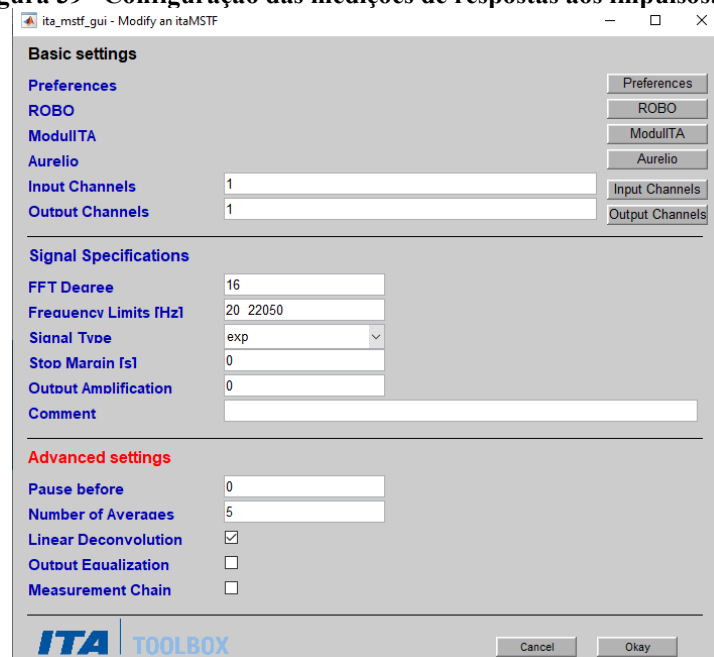 gura 39 - Configuração das medições de respostas aos impulsos.
ita_mstf_gui - Modify an itaMSTF
Basic settings
Preferences Preferences
ROBO ROBO
ModulITA ModulITA
Aurelio Aurelio
Input Channels 1 Input Channels
Output Channels 1 Output Channels
Signal Specifications
FFT Degree 16
Frequency Limits [Hz] 20 22050
Signal Type exp
Stop Margin [s] 0
Output Amplification 0
Comment
Advanced settings
Pause before 0
Number of Averages 5
Linear Deconvolution
Output Equalization
Measurement Chain
ITA TOOLBOX Cancel Okay